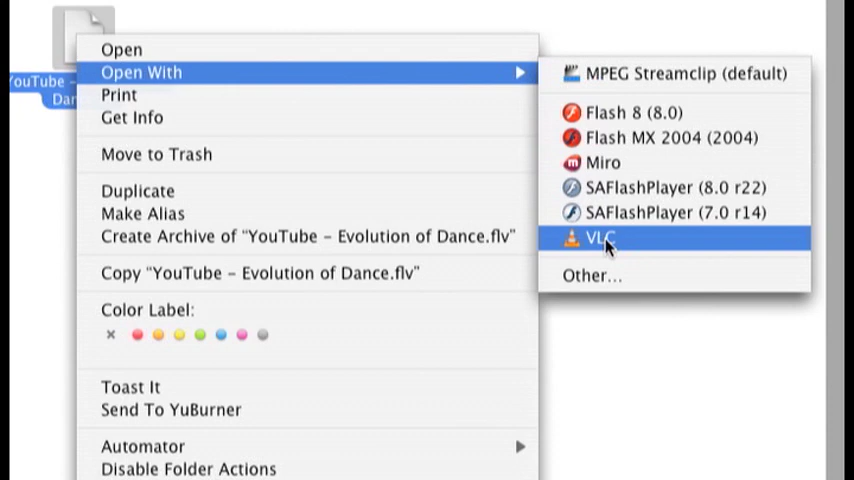 YouTube -
Dan
Open
Open With
Print
Get Info
Move to Trash
Duplicate
Make Alias
Create Archive of “YouTube – Evolution of Dance.flv”
Copy “YouTube – Evolution of Dance.flv”
Color Label:
Toast It
Send To YuBurner
Automator
Disable Folder Actions
MPEG Streamclip (default)
Flash 8 (8.0)
Flash MX 2004 (2004)
Miro
SAFlashPlayer (8.0 r22)
SAFlashPlayer (7.0 r14)
VLC
Other...